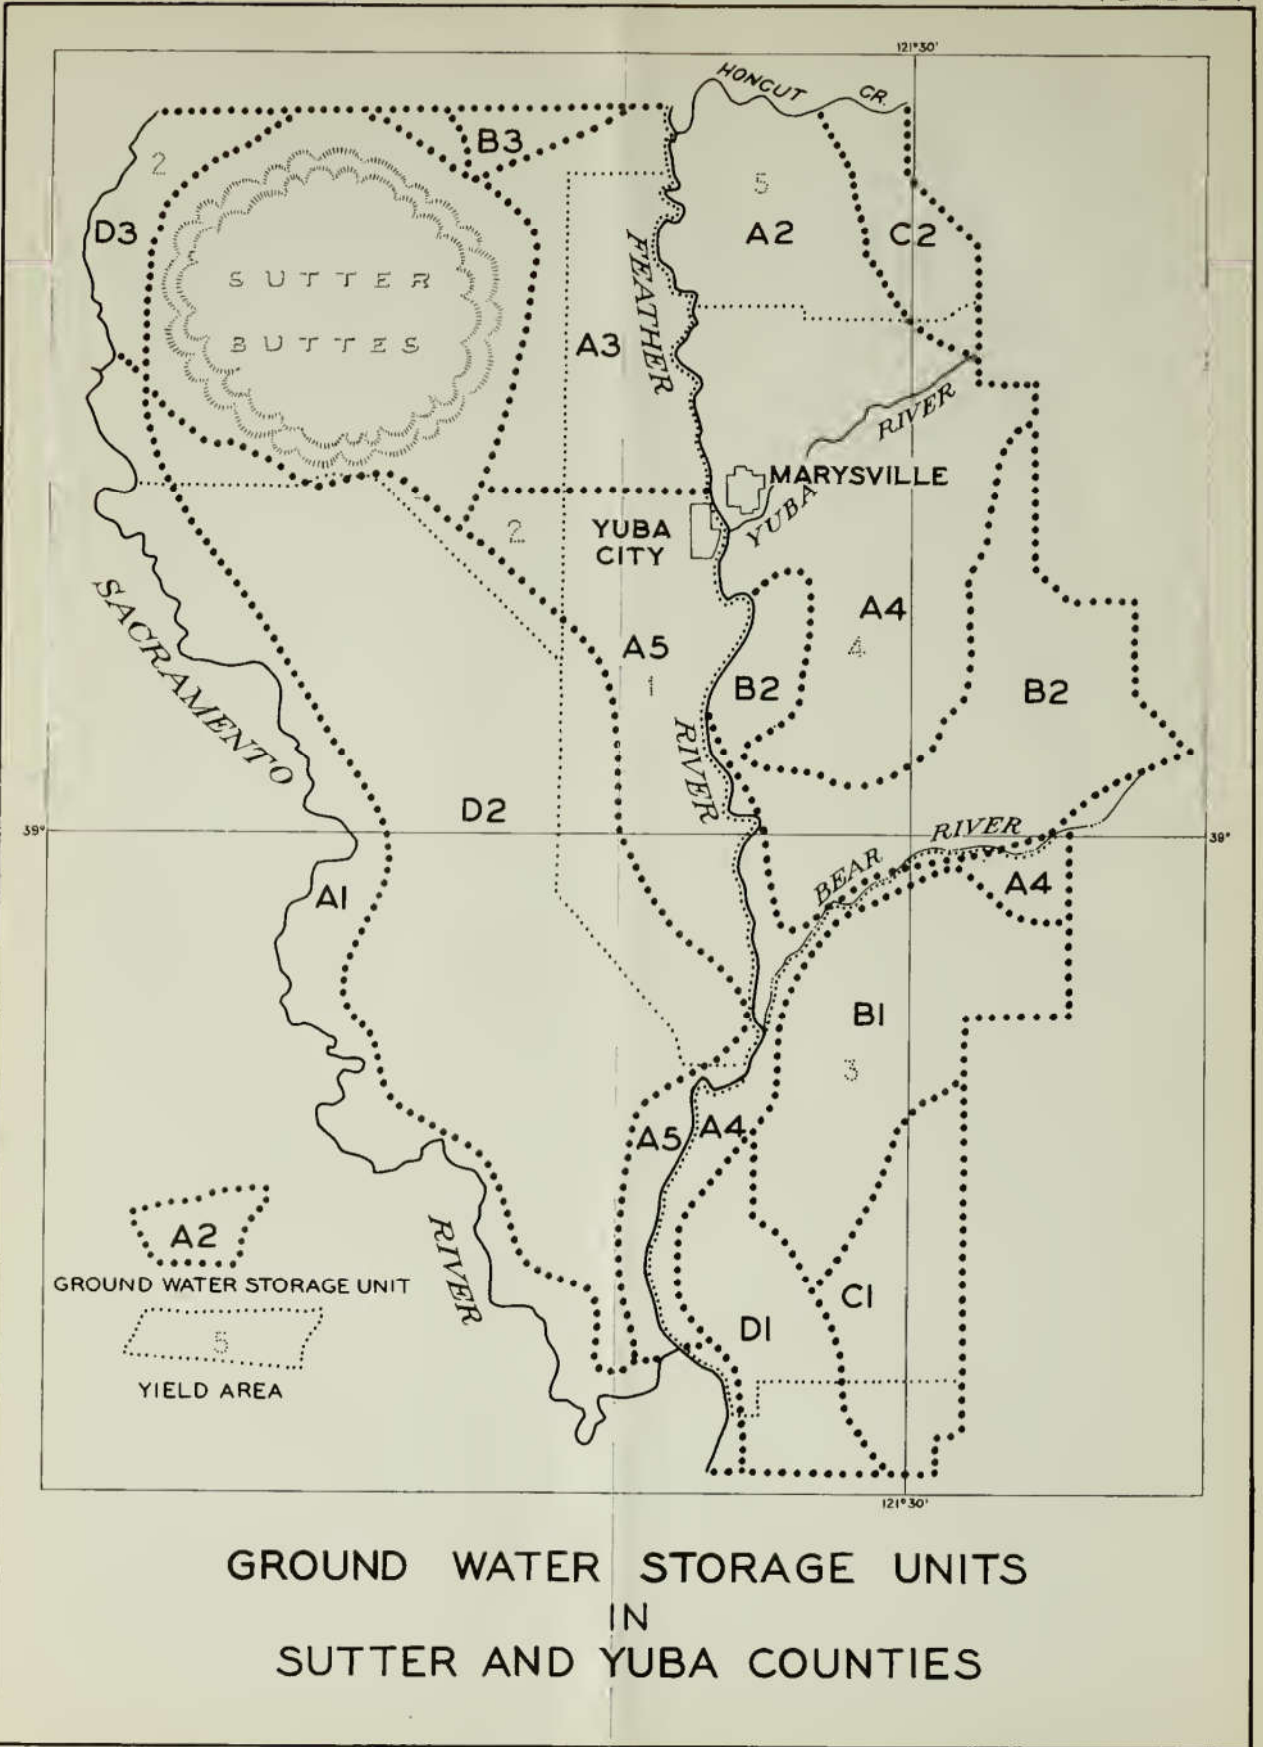 121°30'
HONCUT CR.
B3
2
5
D3
A2
C2
FEATHER
SUTTER
BUTTES
A3
RIVER
MARYSVILLE
YUBA
2
YUBA
CITY
SACRAMENTO
A4
A5
4
1
B2
B2
RIVER
D2
39°
RIVER
39°
BEAR
A4
A1
B1
3
A5
A4
A2
RIVER
GROUND WATER STORAGE UNIT
C1
D1
5
YIELD AREA
121°30'
GROUND WATER STORAGE UNITS
IN
SUTTER AND YUBA COUNTIES